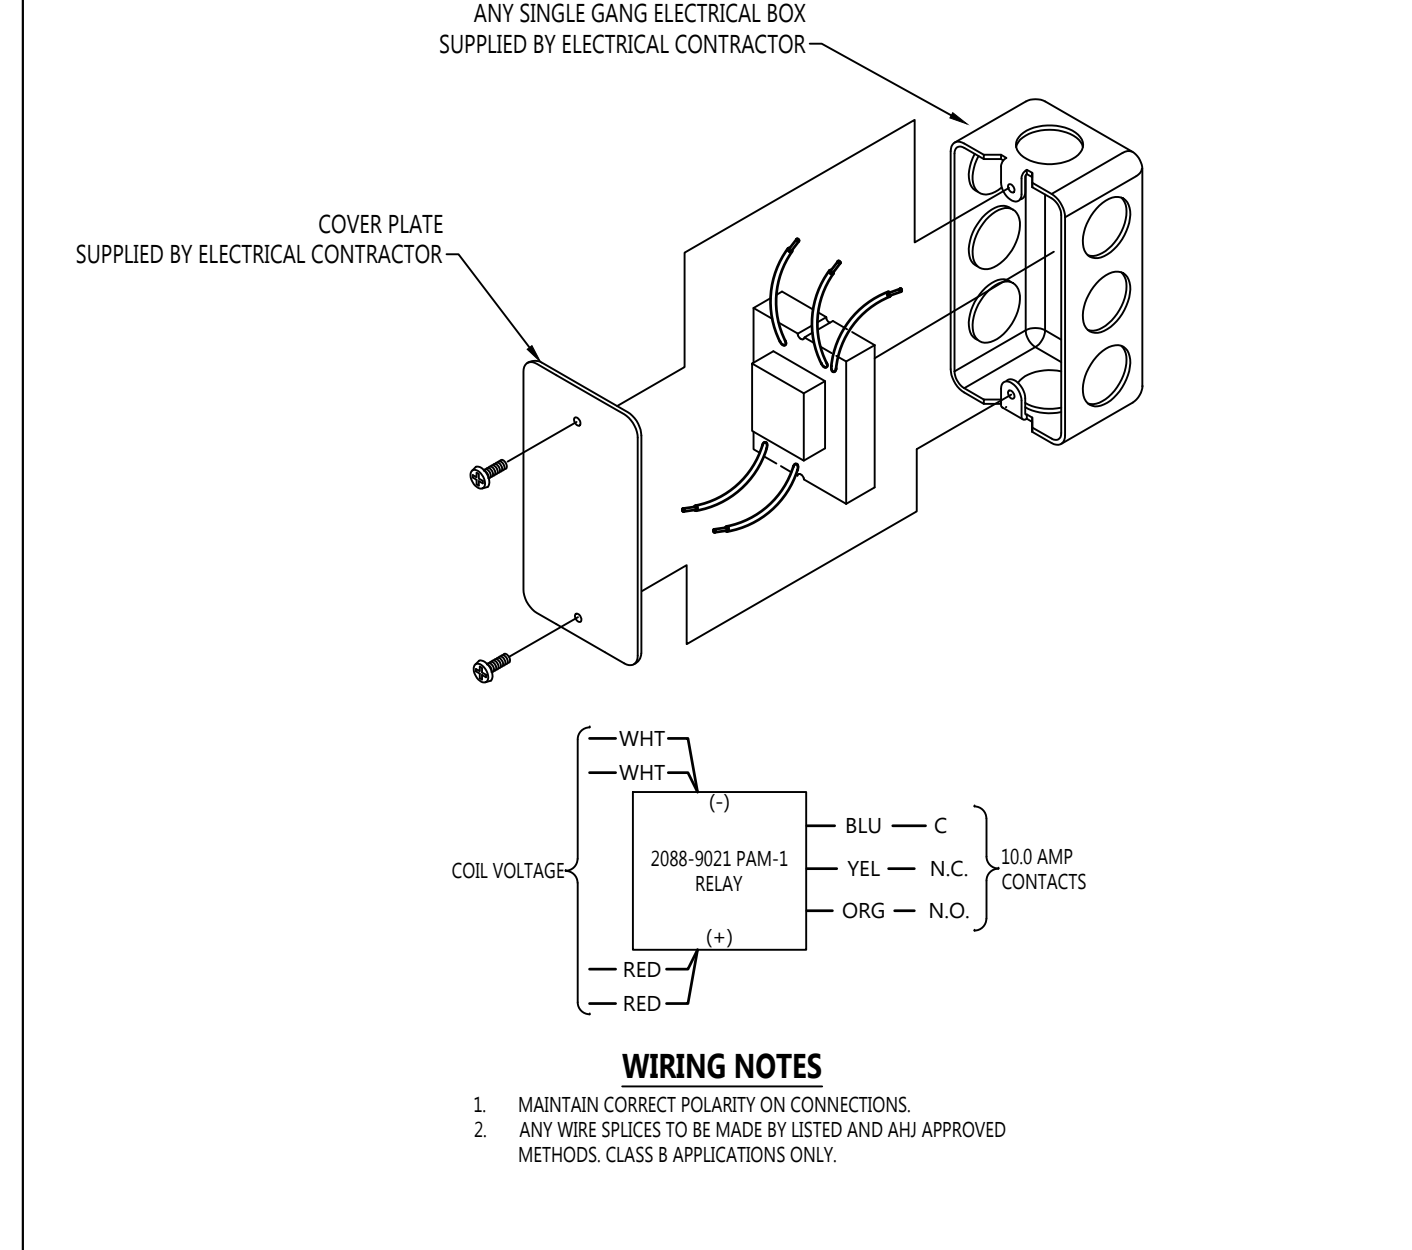 ANY SINGLE GANG ELECTRICAL BOX
SUPPLIED BY ELECTRICAL CONTRACTOR
COVER PLATE
SUPPLIED BY ELECTRICAL CONTRACTOR
WHT
WHT
(-)
BLU C
2088-9021 PAM-1
RELAY
COIL VOLTAGE
YEL N.C.
10.0 AMP
CONTACTS
ORG N.O.
(+)
RED
RED
WIRING NOTES
1. MAINTAIN CORRECT POLARITY ON CONNECTIONS.
2. ANY WIRE SPLICES TO BE MADE BY LISTED AND AHJ APPROVED
METHODS. CLASS B APPLICATIONS ONLY.